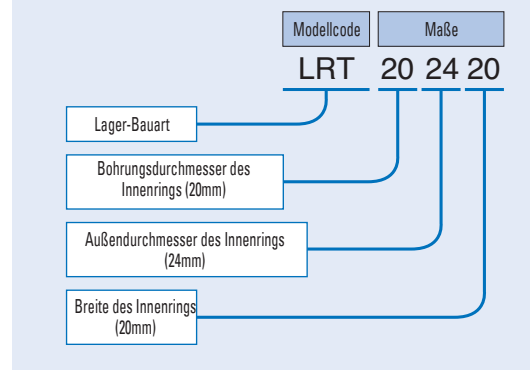 Modellcode Maße
LRT 20 24 20
Lager-Bauart
Bohrungsdurchmesser des
Innenrings (20mm)
Außendurchmesser des Innenrings
(24mm)
Breite des Innenrings
(20mm)